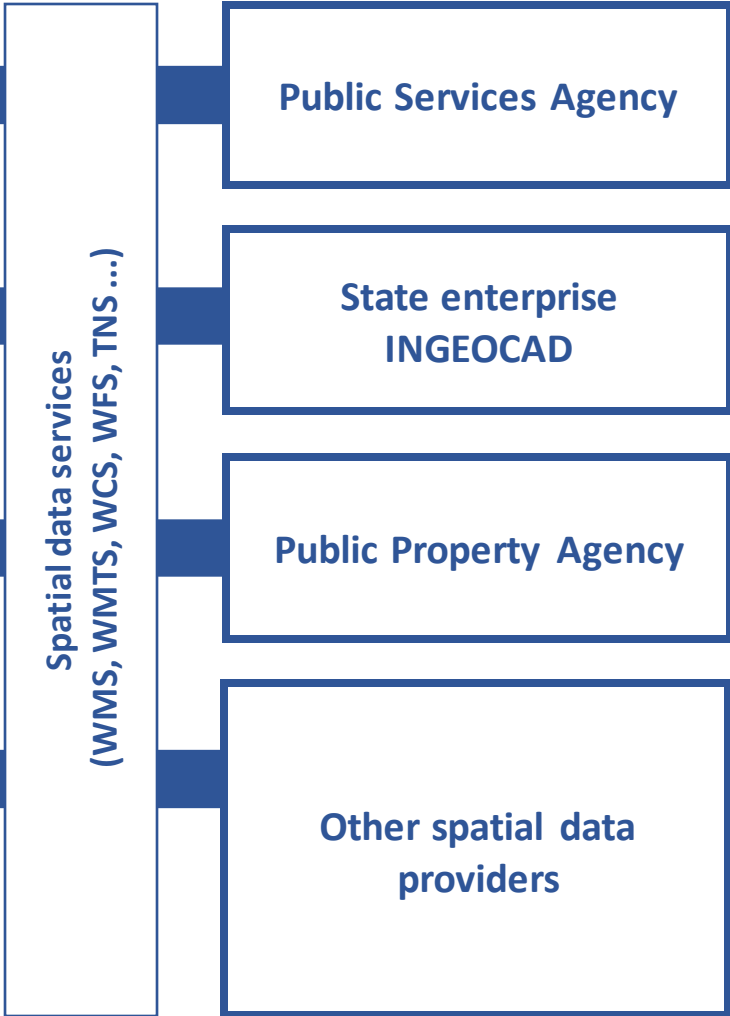 Spatial data services
(WMS, WMTS, WCS, WFS, TNS ...)
Public Services Agency
State enterprise
INGEOCAD
Public Property Agency
Other spatial data
providers